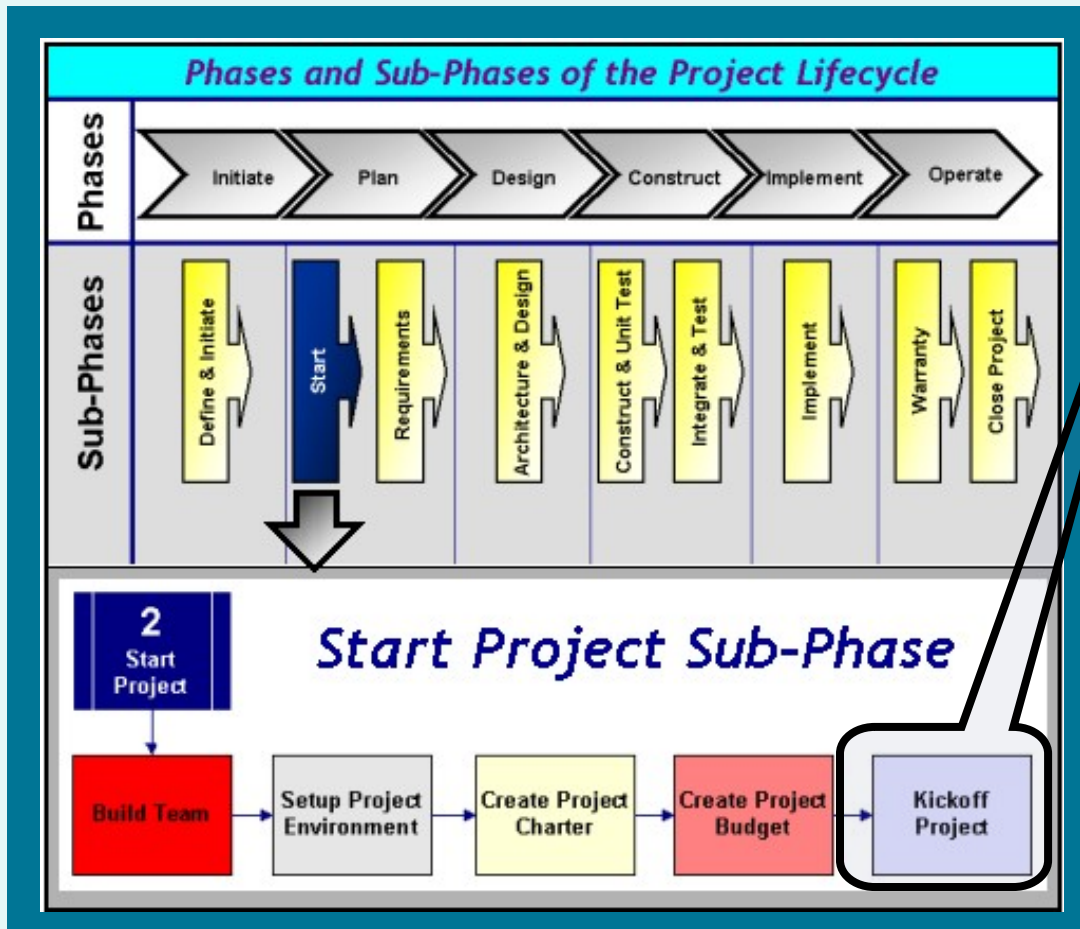 Phases and Sub-Phases of the Project Lifecycle
Phases
Initiate
Plan
Design
Construct
Implement
Operate
Sub-Phases
Define & Initiate
Start
Requirements
Architecture & Design
Construct & Unit Test
Integrate & Test
Implement
Warranty
Close Project
2
Start
Project
Start Project Sub-Phase
Build Team
Setup Project
Environment
Create Project
Charter
Create Project
Budget
Kickoff
Project